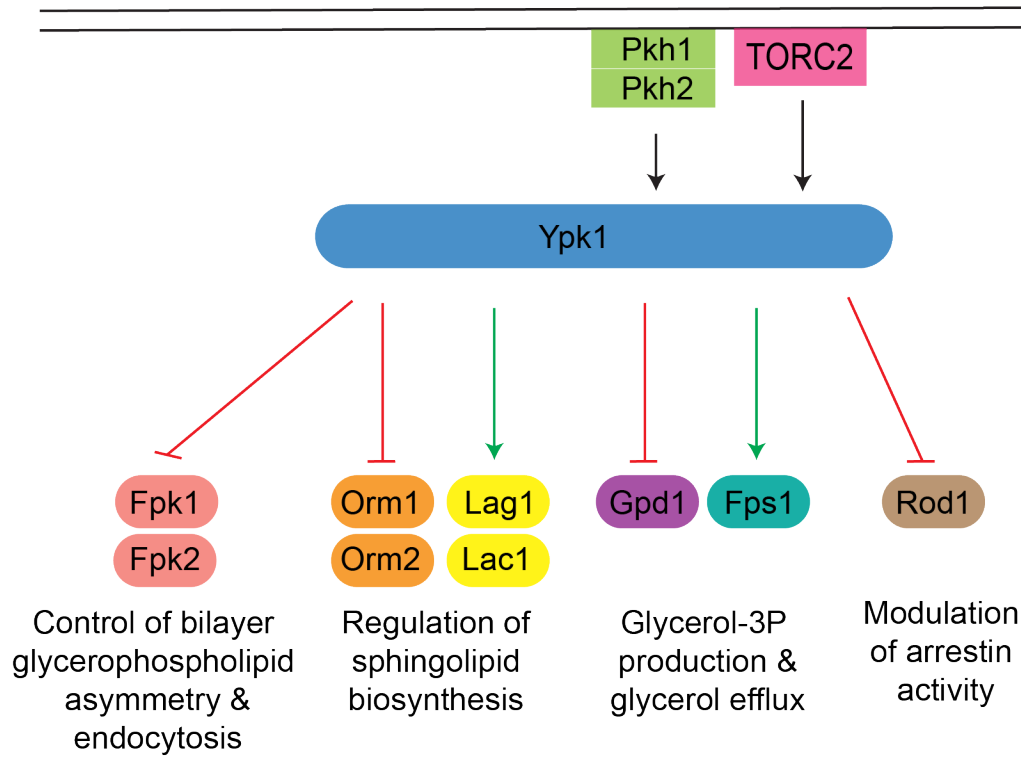 Pkh1
Pkh2
TORC2
Ypk1
Fpk1
Fpk2
Orm1
Orm2
Lag1
Lac1
Gpd1
Fps1
Rod1
Control of bilayer
glycerophospholipid
asymmetry &
endocytosis
Regulation of
sphingolipid
biosynthesis
Glycerol-3P
production &
glycerol efflux
Modulation
of arrestin
activity